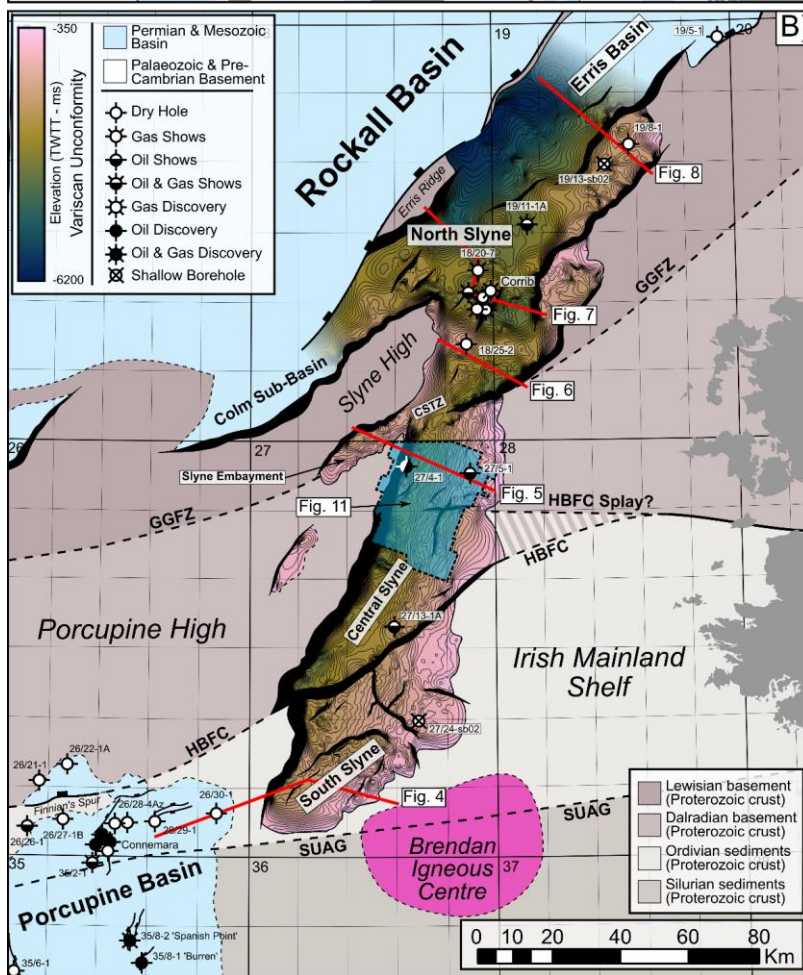 B)
-350
Elevation (TWTT - ms)
Variscan Unconformity
-6200
Permian & Mesozoic
Basin
Palaeozoic & Pre-
Cambrian Basement
Dry Hole
Gas Shows
Oil Shows
Oil & Gas Shows
Gas Discovery
Oil Discovery
Oil & Gas Discovery
Shallow Borehole
19
20
19/5-1
Erris Basin
Rockall Basin
19/8-1
19/13-sb02
Fig. 8
Erris Ridge
19/11-1A
North Slyne
18/20-7
Corrib
GGFZ
Fig. 7
18/25-2
Slyne High
Colm Sub-Basin
Fig. 6
CSTZ
26
27
28
Slyne Embayment
27/4-1
27/5-1
Fig. 5
GGFZ
Fig. 11
HBFC Splay?
HBFC
Central Slyne
Porcupine High
27/13-1A
Irish Mainland
Shelf
27/24-sb02
HBFC
26/22-1A
26/21-1
Finnian's Spur
26/28-4Az
26/30-1
South Slyne
Fig. 4
26/26-1
26/27-1B
26/29-1
Connemara
SUAG
SUAG
35
35/2-1
36
37
Brendan
Igneous
Centre
Porcupine Basin
35/8-2 'Spanish Point'
35/8-1 'Burren'
35/6-1
Lewisian basement
(Proterozoic crust)
Dalradian basement
(Proterozoic crust)
Ordivian sediments
(Proterozoic crust)
Silurian sediments
(Proterozoic crust)
0 10 20 40 60 80
Km